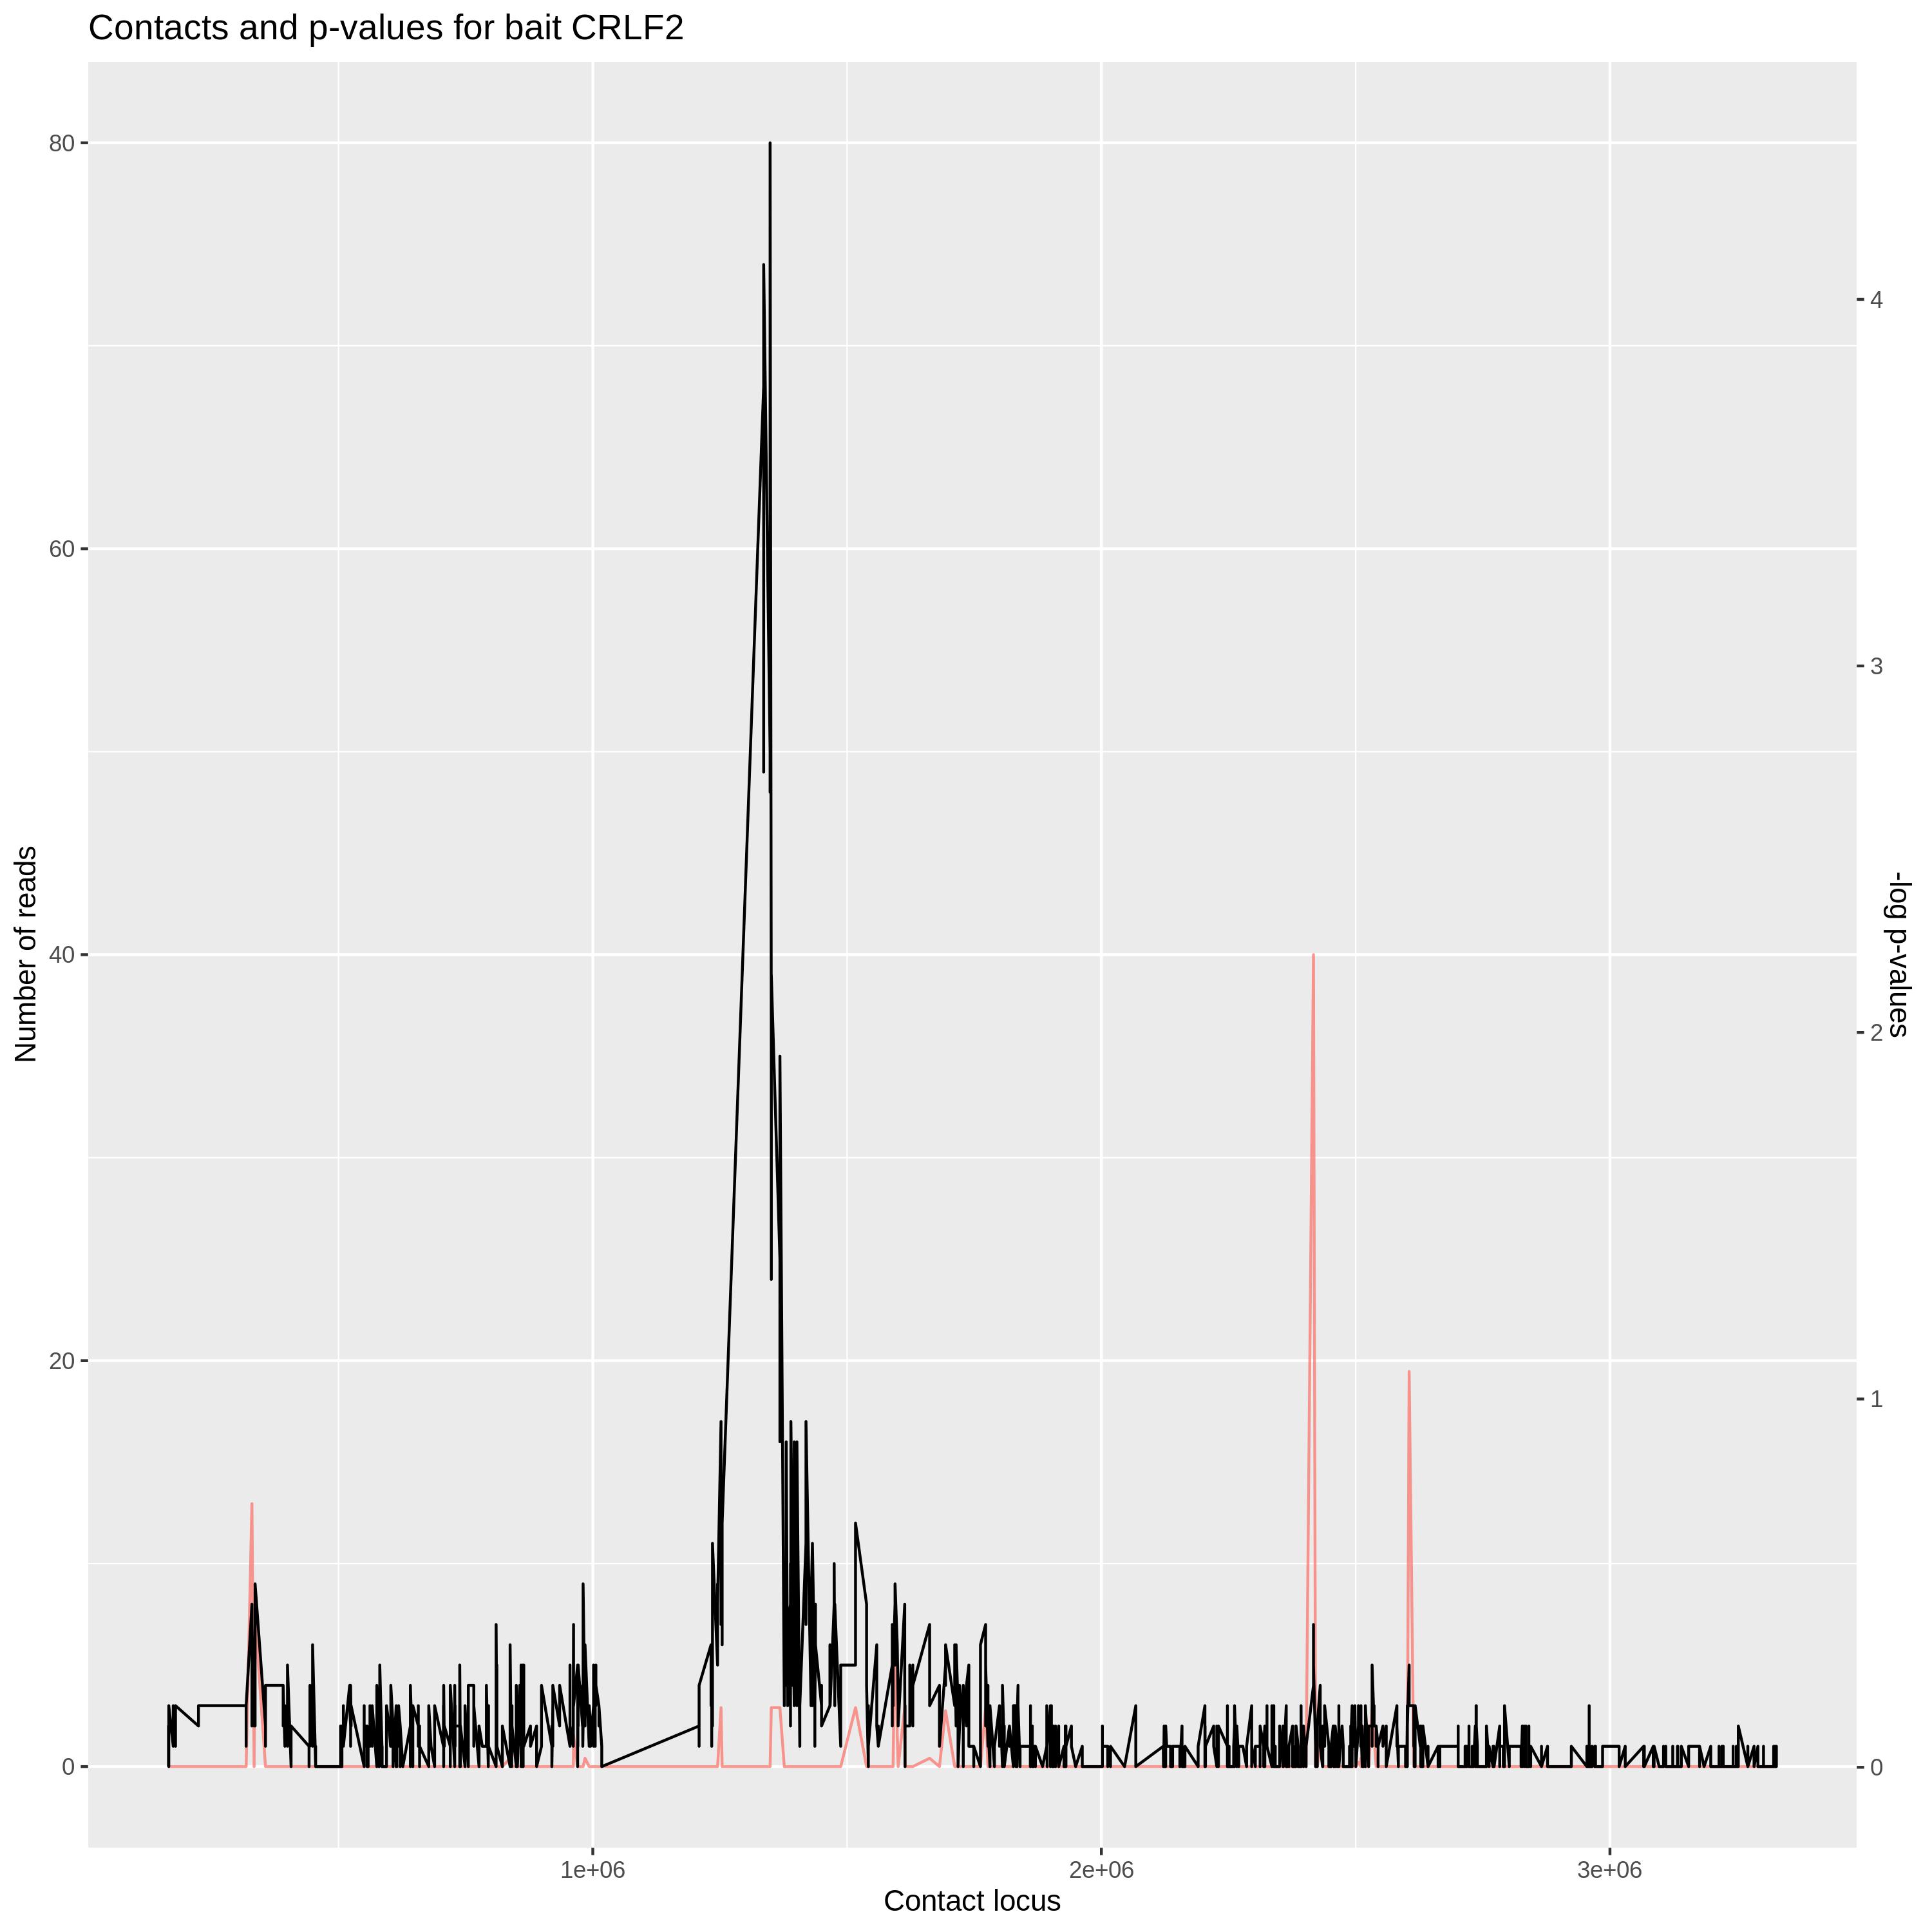 Contacts and p-values for bait CRLF2
80
60
40
20
0
Number of reads
4
3
2
1
0
-log p-values
1e+06
2e+06
3e+06
Contact locus